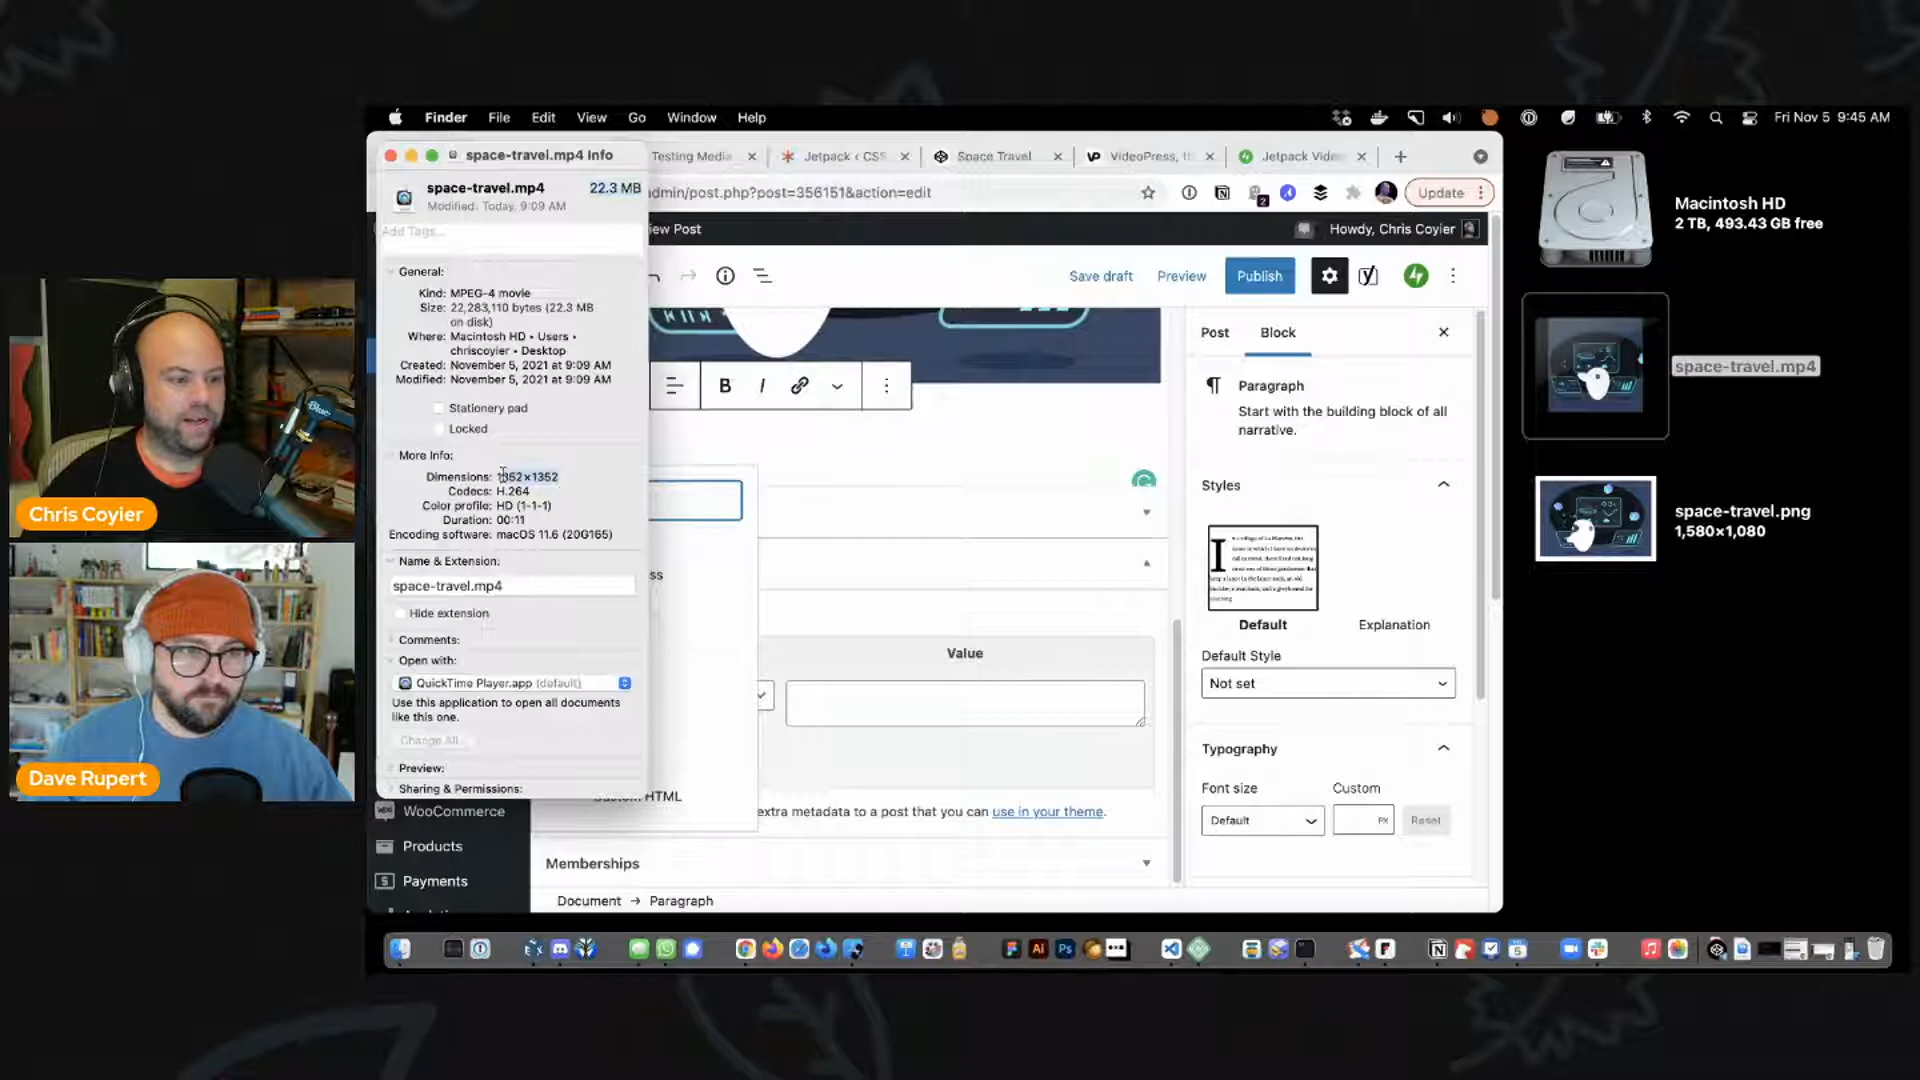 Finder File Edit View Go Window Help
Fri Nov 5 9:45 AM
space-travel.mp4 Info
Testing Media
Jetpack ‹ CSS
Space Travel
VideoPress, th
Jetpack Vide
space-travel.mp4 22.3 MB
Modified: Today, 9:09 AM
Add Tags...
admin/post.php?post=356151&action=edit
2
Update
iew Post
Howdy, Chris Coyier
General:
Kind: MPEG-4 movie
Size: 22,283,110 bytes (22.3 MB
on disk)
Where: Macintosh HD • Users •
chriscoyier • Desktop
Created: November 5, 2021 at 9:09 AM
Modified: November 5, 2021 at 9:09 AM
Stationery pad
Locked
More Info:
Dimensions: 1352×1352
Codecs: H.264
Color profile: HD (1-1-1)
Duration: 00:11
Encoding software: macOS 11.6 (20G165)
Name & Extension:
space-travel.mp4
Hide extension
Comments:
Open with:
QuickTime Player.app (default)
Use this application to open all documents
like this one.
Change All...
Preview:
Sharing & Permissions:
Save draft Preview Publish
B I
ss
HTML
Value
extra metadata to a post that you can use in your theme.
Memberships
Document → Paragraph
WooCommerce
Products
Payments
Post Block
Paragraph
Start with the building block of all
narrative.
Styles
Default Explanation
Default Style
Not set
Typography
Font size Custom
Default PX Reset
Macintosh HD
2 TB, 493.43 GB free
space-travel.mp4
space-travel.png
1,580×1,080
Blue
Chris Coyier
Dave Rupert
Ai
Ps